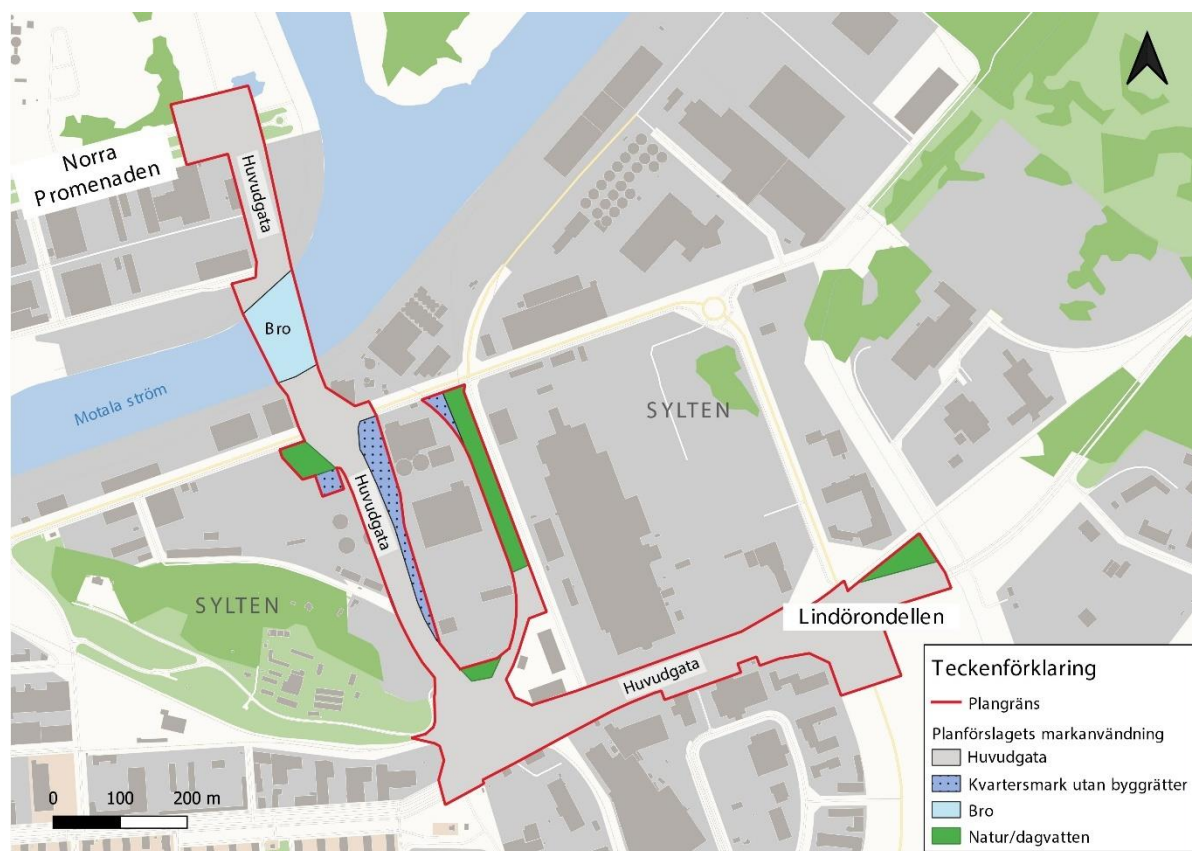 Norra
Promenaden
Huvudgata
Bro
Motala ström
SYLTEN
Huvudgata
SYLTEN
Lindörondellen
Huvudgata
0 100 200 m
Teckenförklaring
Plangräns
Planförslagets markanvändning
Huvudgata
Kvartersmark utan byggrätter
Bro
Natur/dagvatten